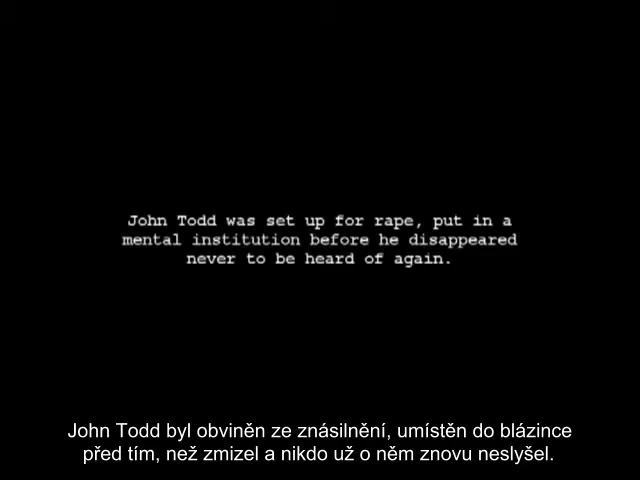 John Todd was set up for rape, put in a
mental institution before he disappeared
never to be heard of again.
John Todd byl obviněn ze znásilnění, umístěn do blázince
před tím, než zmizel a nikdo už o něm znovu neslyšel.